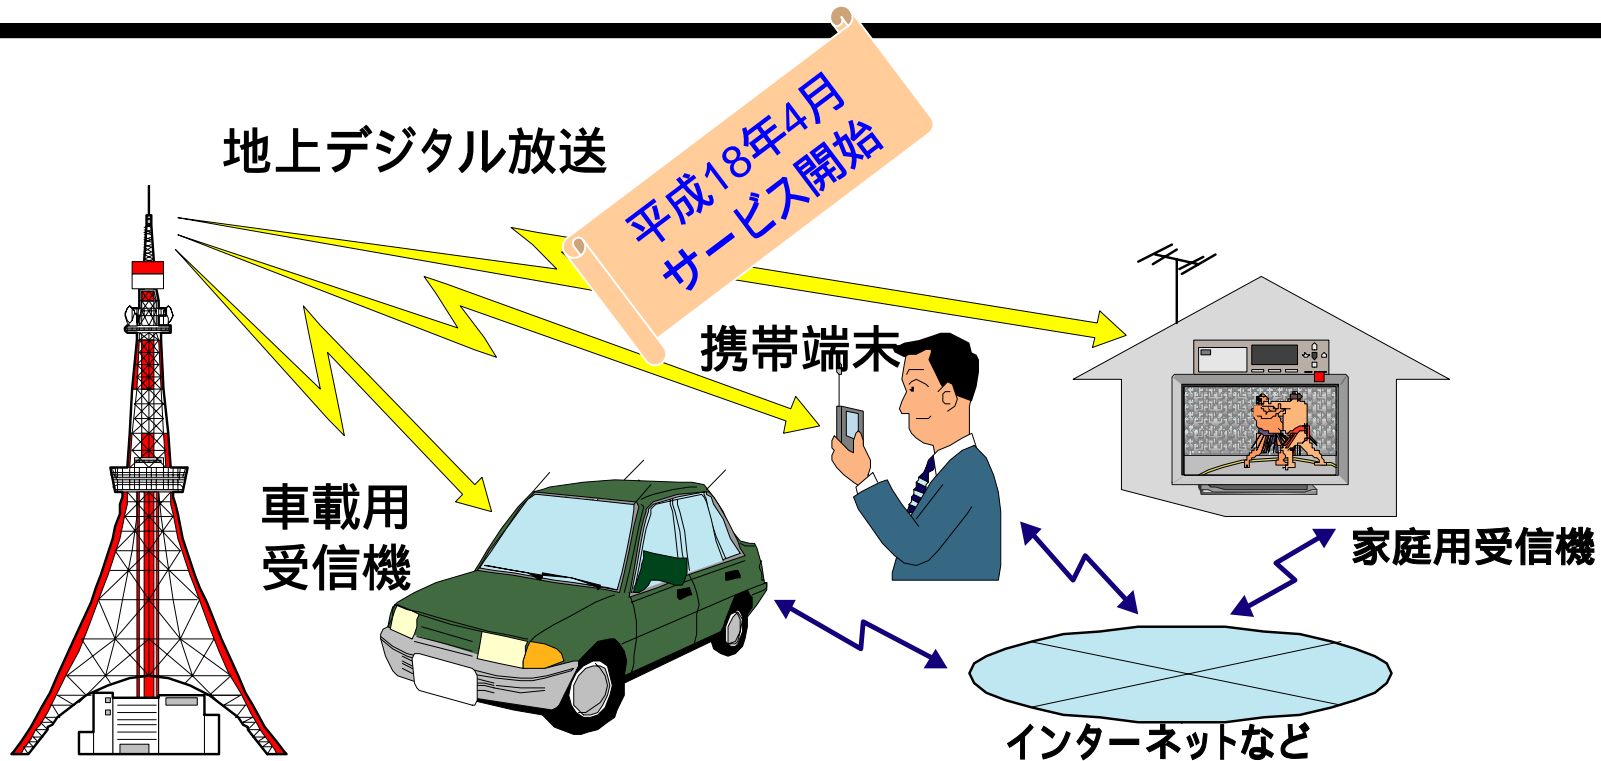 地上デジタル放送
平成18年4月
サービス開始
携帯端末
車載用
受信機
家庭用受信機
インターネットなど